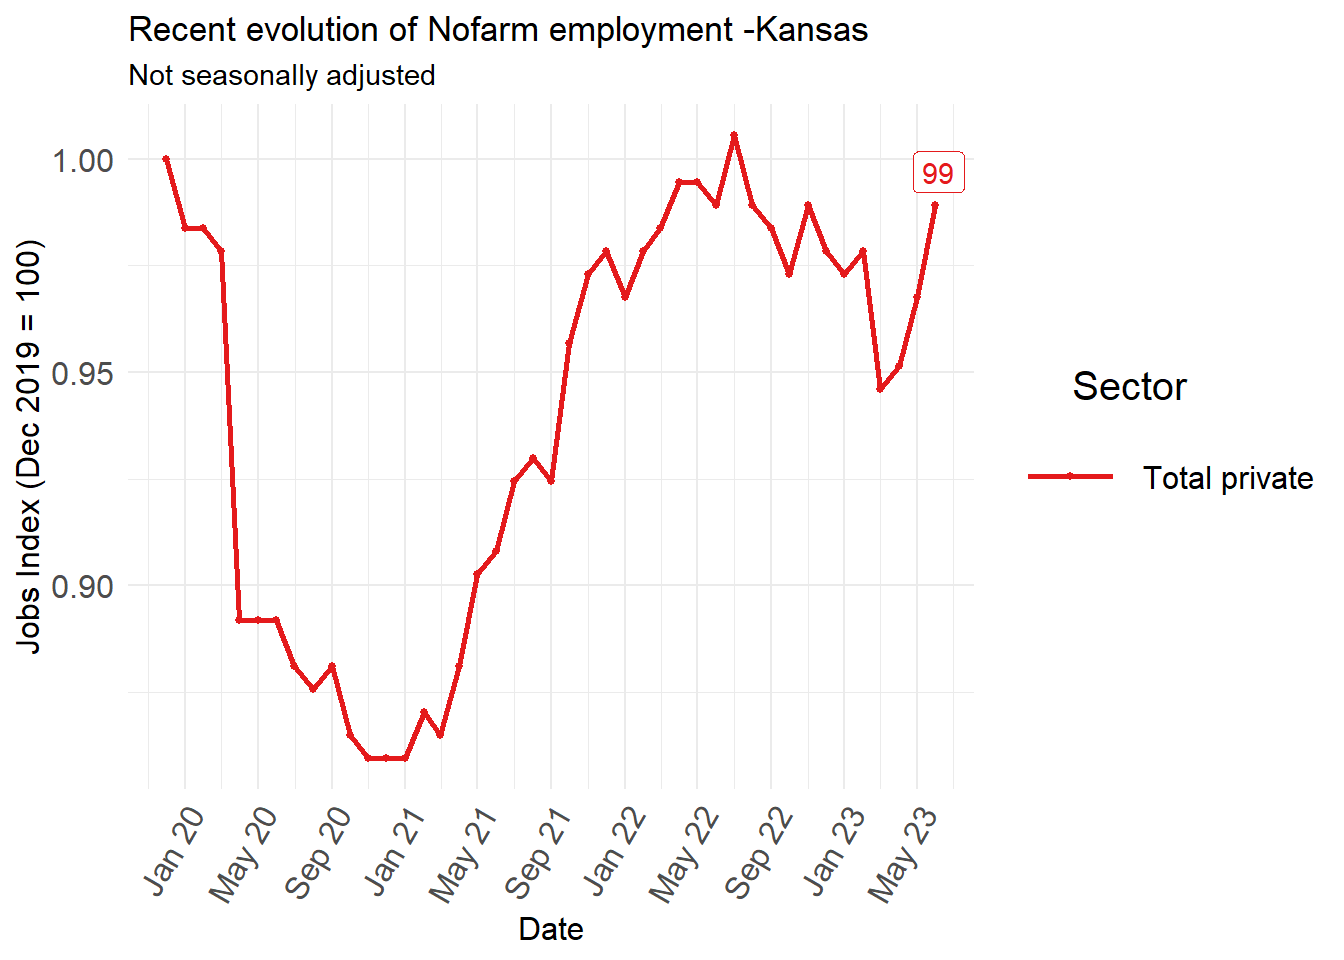 Recent evolution of Nofarm employment -Kansas
Not seasonally adjusted
Jobs Index (Dec 2019 = 100)
1.00
0.95
0.90
99
Jan 20
May 20
Sep 20
Jan 21
May 21
Sep 21
Jan 22
May 22
Sep 22
Jan 23
May 23
Date
Sector
Total private